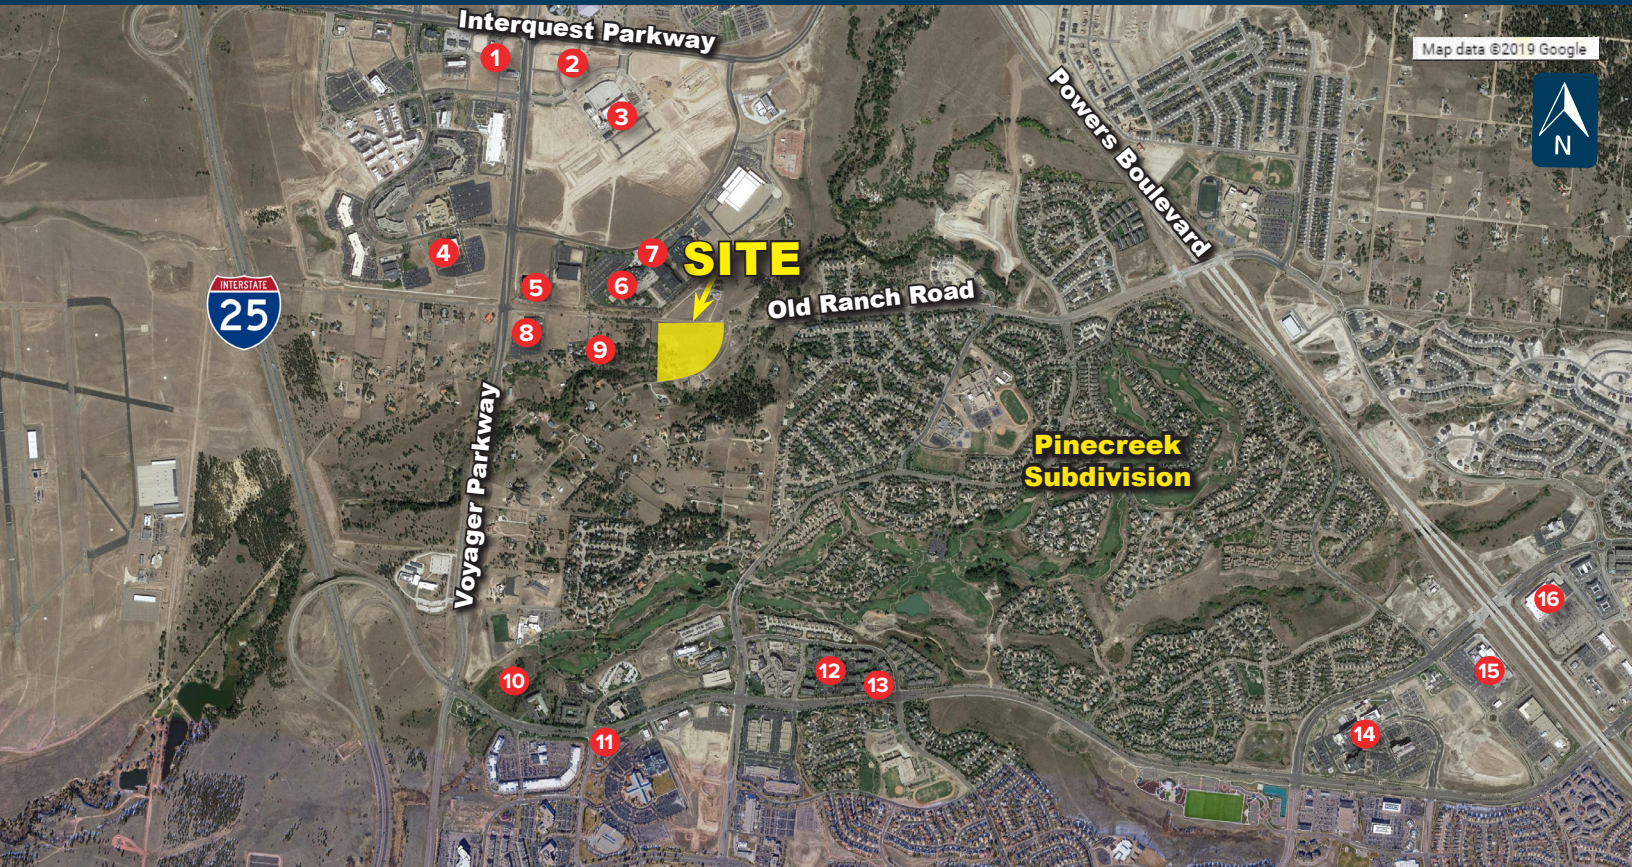 Interquest Parkway
Map data ©2019 Google
1
2
3
Powers Boulevard
N
4
5
6
7
SITE
INTERSTATE
25
Old Ranch Road
8
9
Voyager Parkway
Pinecreek
Subdivision
10
11
12
13
14
15
16